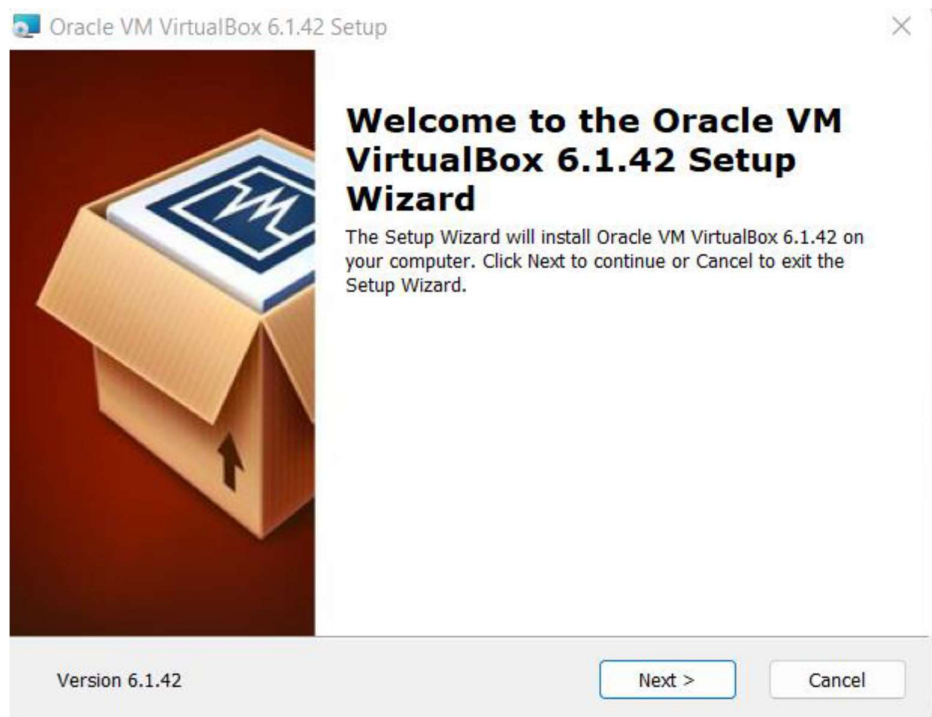 Oracle VM VirtualBox 6.1.42 Setup
Welcome to the Oracle VM
VirtualBox 6.1.42 Setup
Wizard
The Setup Wizard will install Oracle VM VirtualBox 6.1.42 on
your computer. Click Next to continue or Cancel to exit the
Setup Wizard.
Version 6.1.42
Next >
Cancel